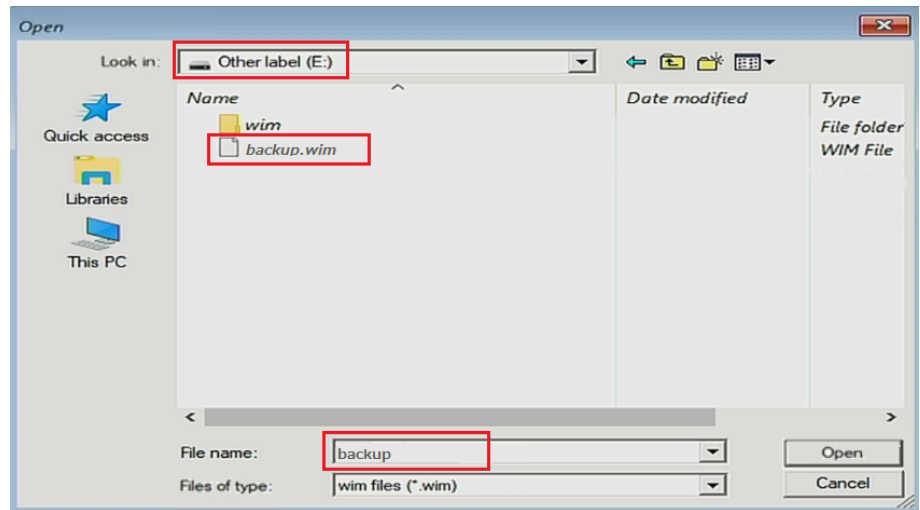 Open
Look in: Other label (E:)
Name Date modified Type
wim File folder
backup.wim WIM File
Quick access
Libraries
This PC
File name: backup Open
Files of type: wim files (*.wim) Cancel